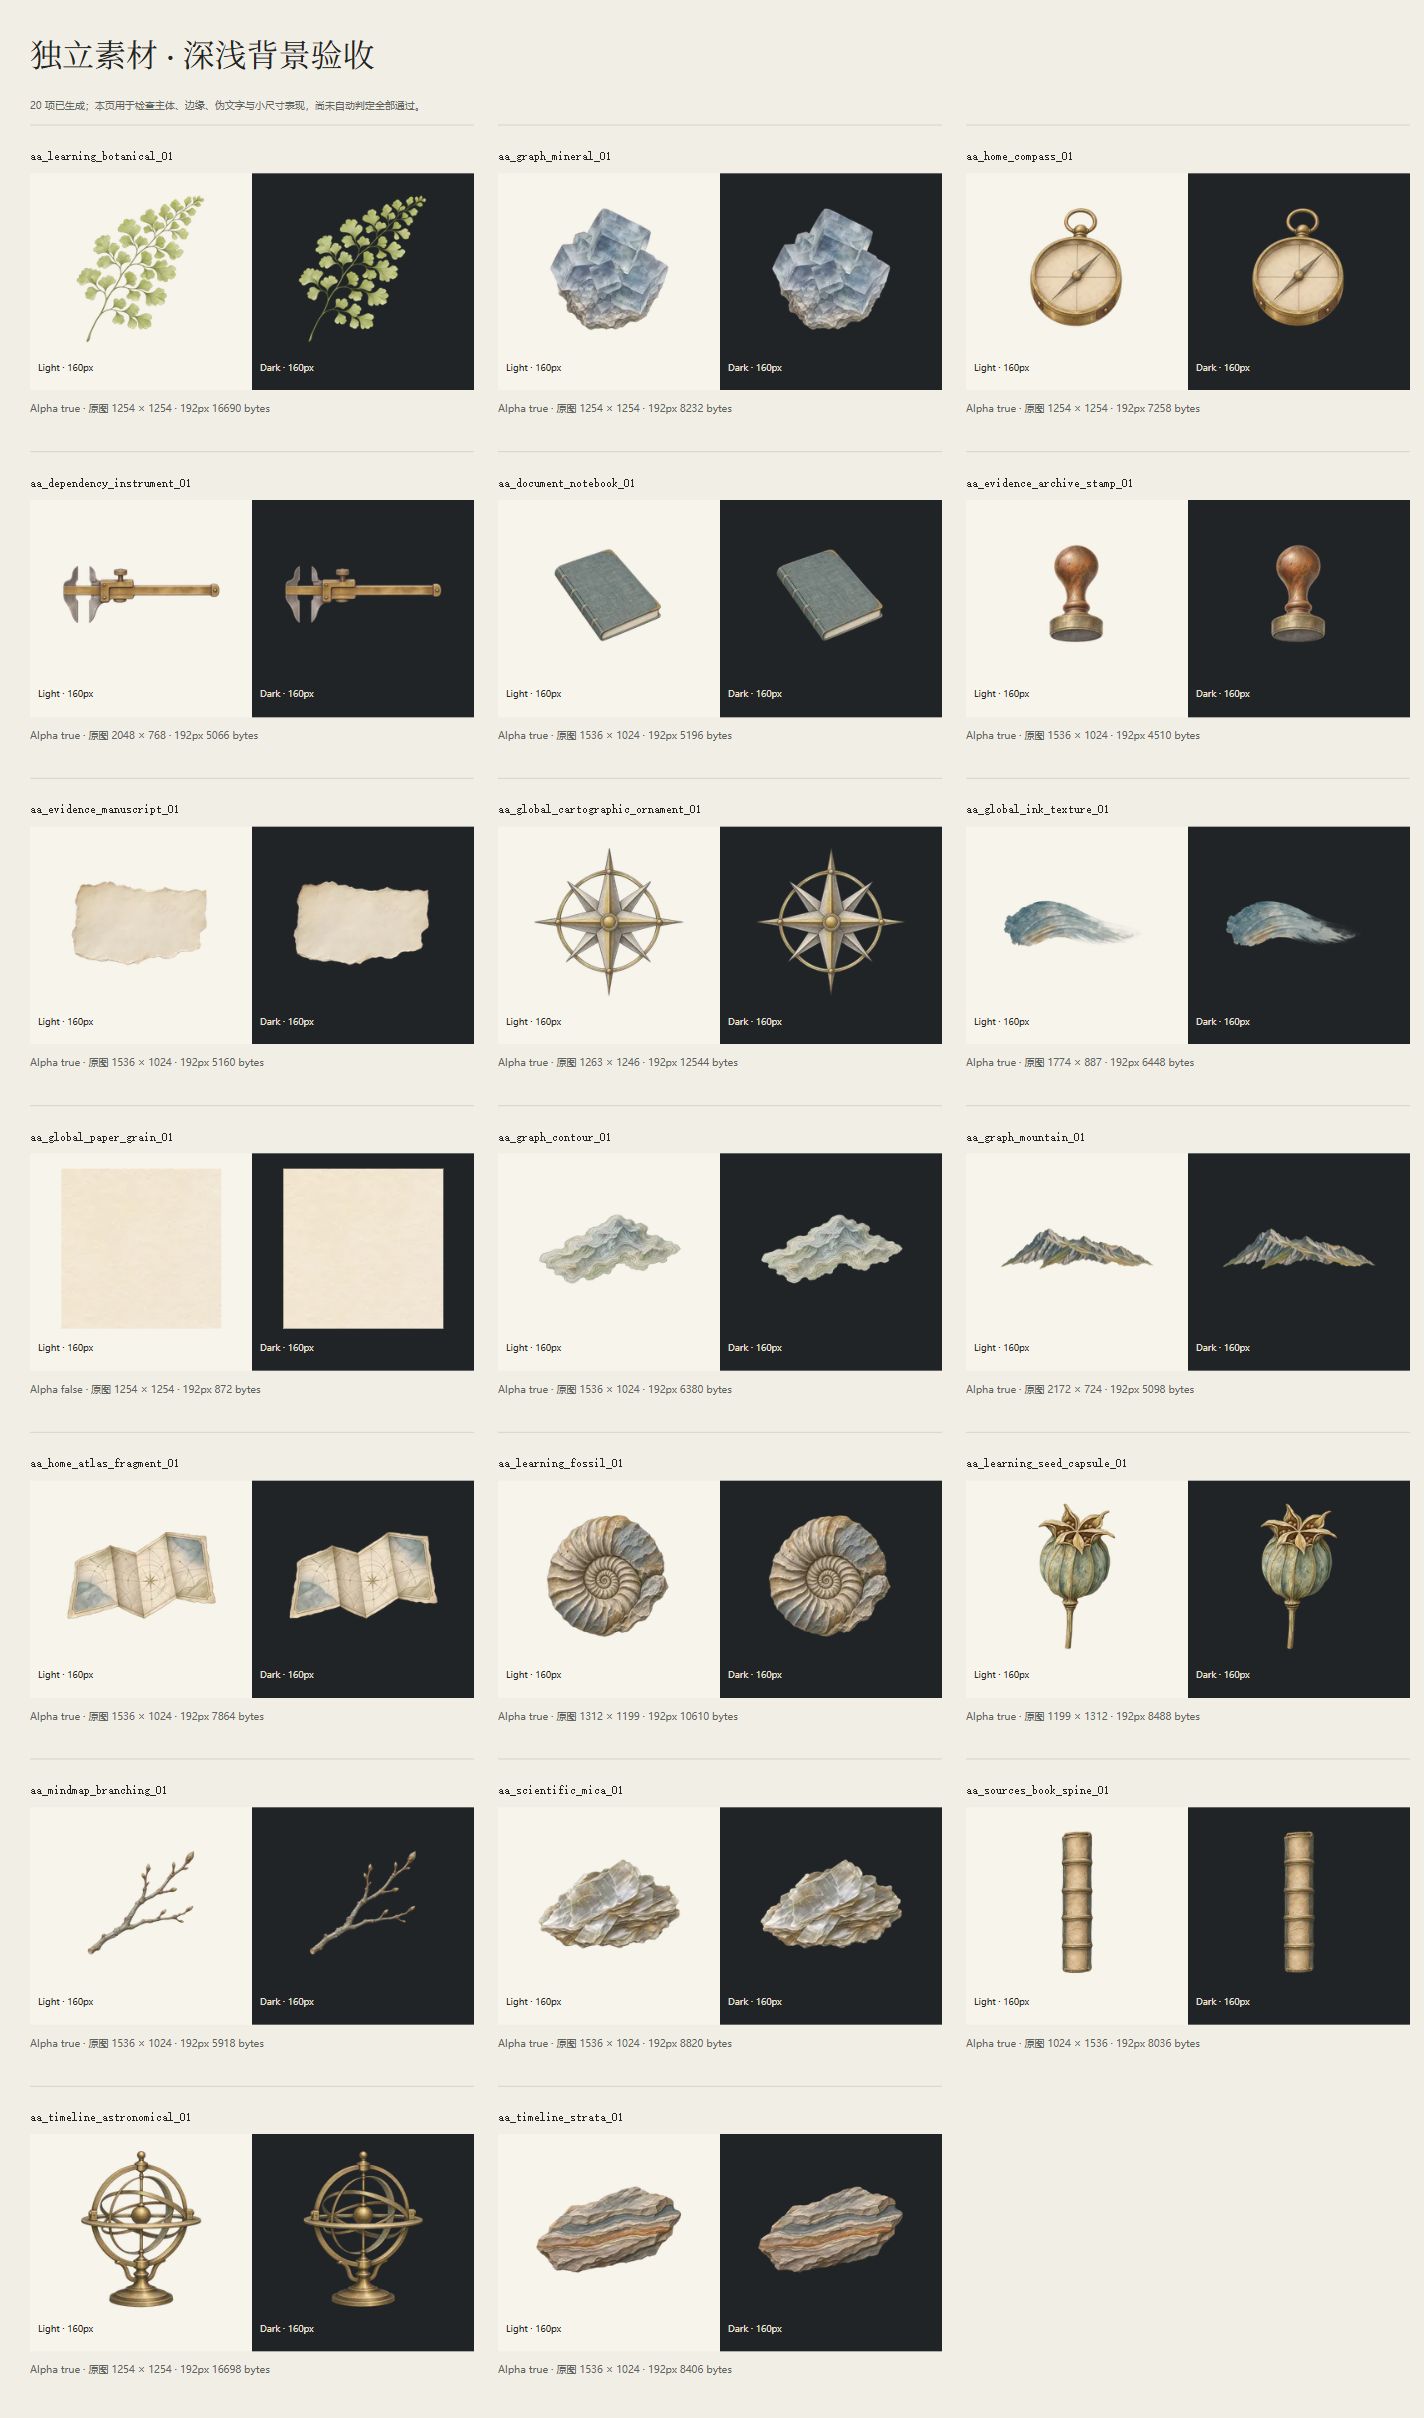 独立素材 · 深浅背景验收
20 项已生成；本页用于检查主体、边缘、伪文字与小尺寸表现，尚未自动判定全部通过。
aa_learning_botanical_01
Light · 160px
Dark · 160px
Alpha true · 原图 1254 × 1254 · 192px 16690 bytes
aa_graph_mineral_01
Light · 160px
Dark · 160px
Alpha true · 原图 1254 × 1254 · 192px 8232 bytes
aa_home_compass_01
Light · 160px
Dark · 160px
Alpha true · 原图 1254 × 1254 · 192px 7258 bytes
aa_dependency_instrument_01
Light · 160px
Dark · 160px
Alpha true · 原图 2048 × 768 · 192px 5066 bytes
aa_document_notebook_01
Light · 160px
Dark · 160px
Alpha true · 原图 1536 × 1024 · 192px 5196 bytes
aa_evidence_archive_stamp_01
Light · 160px
Dark · 160px
Alpha true · 原图 1536 × 1024 · 192px 4510 bytes
aa_evidence_manuscript_01
Light · 160px
Dark · 160px
Alpha true · 原图 1536 × 1024 · 192px 5160 bytes
aa_global_cartographic_ornament_01
Light · 160px
Dark · 160px
Alpha true · 原图 1263 × 1246 · 192px 12544 bytes
aa_global_ink_texture_01
Light · 160px
Dark · 160px
Alpha true · 原图 1774 × 887 · 192px 6448 bytes
aa_global_paper_grain_01
Light · 160px
Dark · 160px
Alpha false · 原图 1254 × 1254 · 192px 872 bytes
aa_graph_contour_01
Light · 160px
Dark · 160px
Alpha true · 原图 1536 × 1024 · 192px 6380 bytes
aa_graph_mountain_01
Light · 160px
Dark · 160px
Alpha true · 原图 2172 × 724 · 192px 5098 bytes
aa_home_atlas_fragment_01
Light · 160px
Dark · 160px
Alpha true · 原图 1536 × 1024 · 192px 7864 bytes
aa_learning_fossil_01
Light · 160px
Dark · 160px
Alpha true · 原图 1312 × 1199 · 192px 10610 bytes
aa_learning_seed_capsule_01
Light · 160px
Dark · 160px
Alpha true · 原图 1199 × 1312 · 192px 8488 bytes
aa_mindmap_branching_01
Light · 160px
Dark · 160px
Alpha true · 原图 1536 × 1024 · 192px 5918 bytes
aa_scientific_mica_01
Light · 160px
Dark · 160px
Alpha true · 原图 1536 × 1024 · 192px 8820 bytes
aa_sources_book_spine_01
Light · 160px
Dark · 160px
Alpha true · 原图 1024 × 1536 · 192px 8036 bytes
aa_timeline_astronomical_01
Light · 160px
Dark · 160px
Alpha true · 原图 1254 × 1254 · 192px 16698 bytes
aa_timeline_strata_01
Light · 160px
Dark · 160px
Alpha true · 原图 1536 × 1024 · 192px 8406 bytes